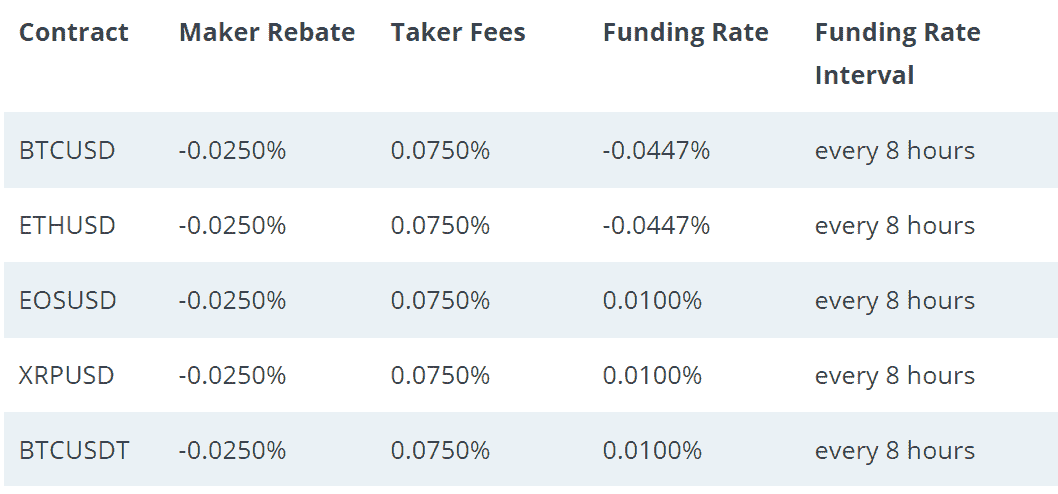 Contract Maker Rebate Taker Fees Funding Rate Funding Rate
Interval
BTCUSD -0.0250% 0.0750% -0.0447% every 8 hours
ETHUSD -0.0250% 0.0750% -0.0447% every 8 hours
EOSUSD -0.0250% 0.0750% 0.0100% every 8 hours
XRPUSD -0.0250% 0.0750% 0.0100% every 8 hours
BTCUSDT -0.0250% 0.0750% 0.0100% every 8 hours